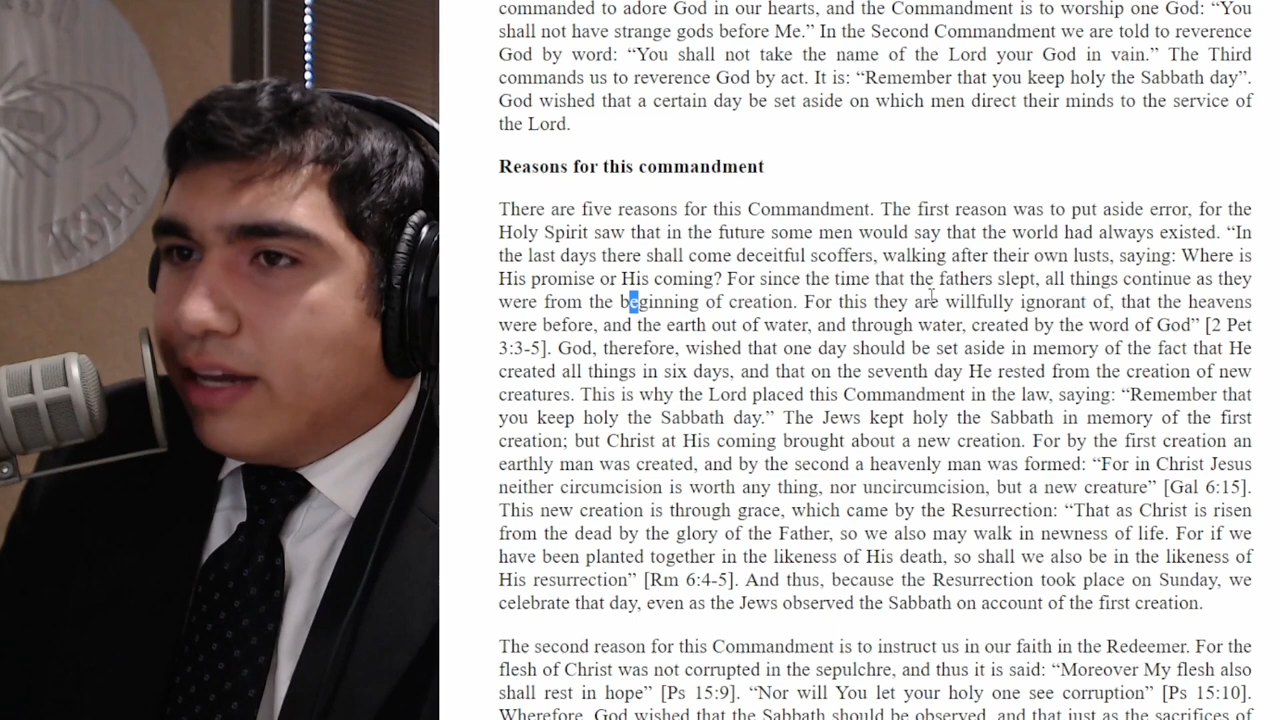 commanded to adore God in our hearts, and the Commandment is to worship one God: “You
shall not have strange gods before Me.” In the Second Commandment we are told to reverence
God by word: “You shall not take the name of the Lord your God in vain.” The Third
commands us to reverence God by act. It is: “Remember that you keep holy the Sabbath day”.
God wished that a certain day be set aside on which men direct their minds to the service of
the Lord.
Reasons for this commandment
There are five reasons for this Commandment. The first reason was to put aside error, for the
Holy Spirit saw that in the future some men would say that the world had always existed. “In
the last days there shall come deceitful scoffers, walking after their own lusts, saying: Where is
His promise or His coming? For since the time that the fathers slept, all things continue as they
were from the beginning of creation. For this they are willfully ignorant of, that the heavens
were before, and the earth out of water, and through water, created by the word of God” [2 Pet
3:3-5]. God, therefore, wished that one day should be set aside in memory of the fact that He
created all things in six days, and that on the seventh day He rested from the creation of new
creatures. This is why the Lord placed this Commandment in the law, saying: “Remember that
you keep holy the Sabbath day.” The Jews kept holy the Sabbath in memory of the first
creation; but Christ at His coming brought about a new creation. For by the first creation an
earthly man was created, and by the second a heavenly man was formed: “For in Christ Jesus
neither circumcision is worth any thing, nor uncircumcision, but a new creature” [Gal 6:15].
This new creation is through grace, which came by the Resurrection: “That as Christ is risen
from the dead by the glory of the Father, so we also may walk in newness of life. For if we
have been planted together in the likeness of His death, so shall we also be in the likeness of
His resurrection” [Rm 6:4-5]. And thus, because the Resurrection took place on Sunday, we
celebrate that day, even as the Jews observed the Sabbath on account of the first creation.
The second reason for this Commandment is to instruct us in our faith in the Redeemer. For the
flesh of Christ was not corrupted in the sepulchre, and thus it is said: “Moreover My flesh also
shall rest in hope” [Ps 15:9]. “Nor will You let your holy one see corruption” [Ps 15:10].
Wherefore, God wished that the Sabbath should be observed, and that just as the sacrifices of